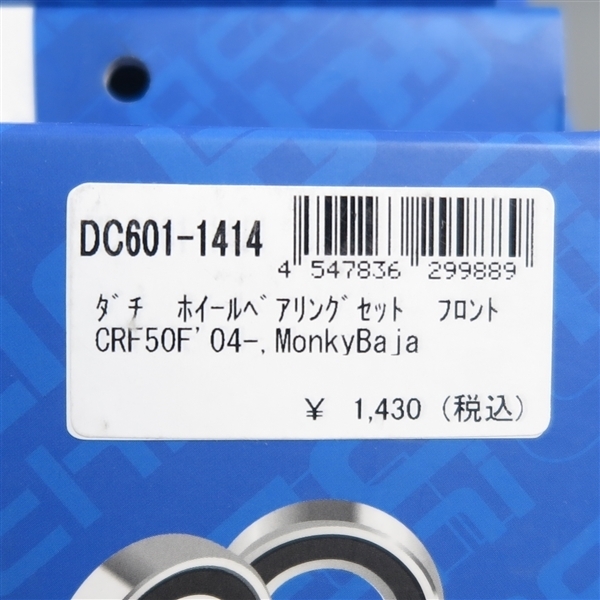 DC601-1414
4 547836 299889
ﾀﾞﾁ ﾎｲｰﾙﾍﾞｱﾘﾝｸﾞｾｯﾄ ﾌﾛﾝﾄ
CRF50F'04-,MonkyBaja
¥ 1,430 (税込)